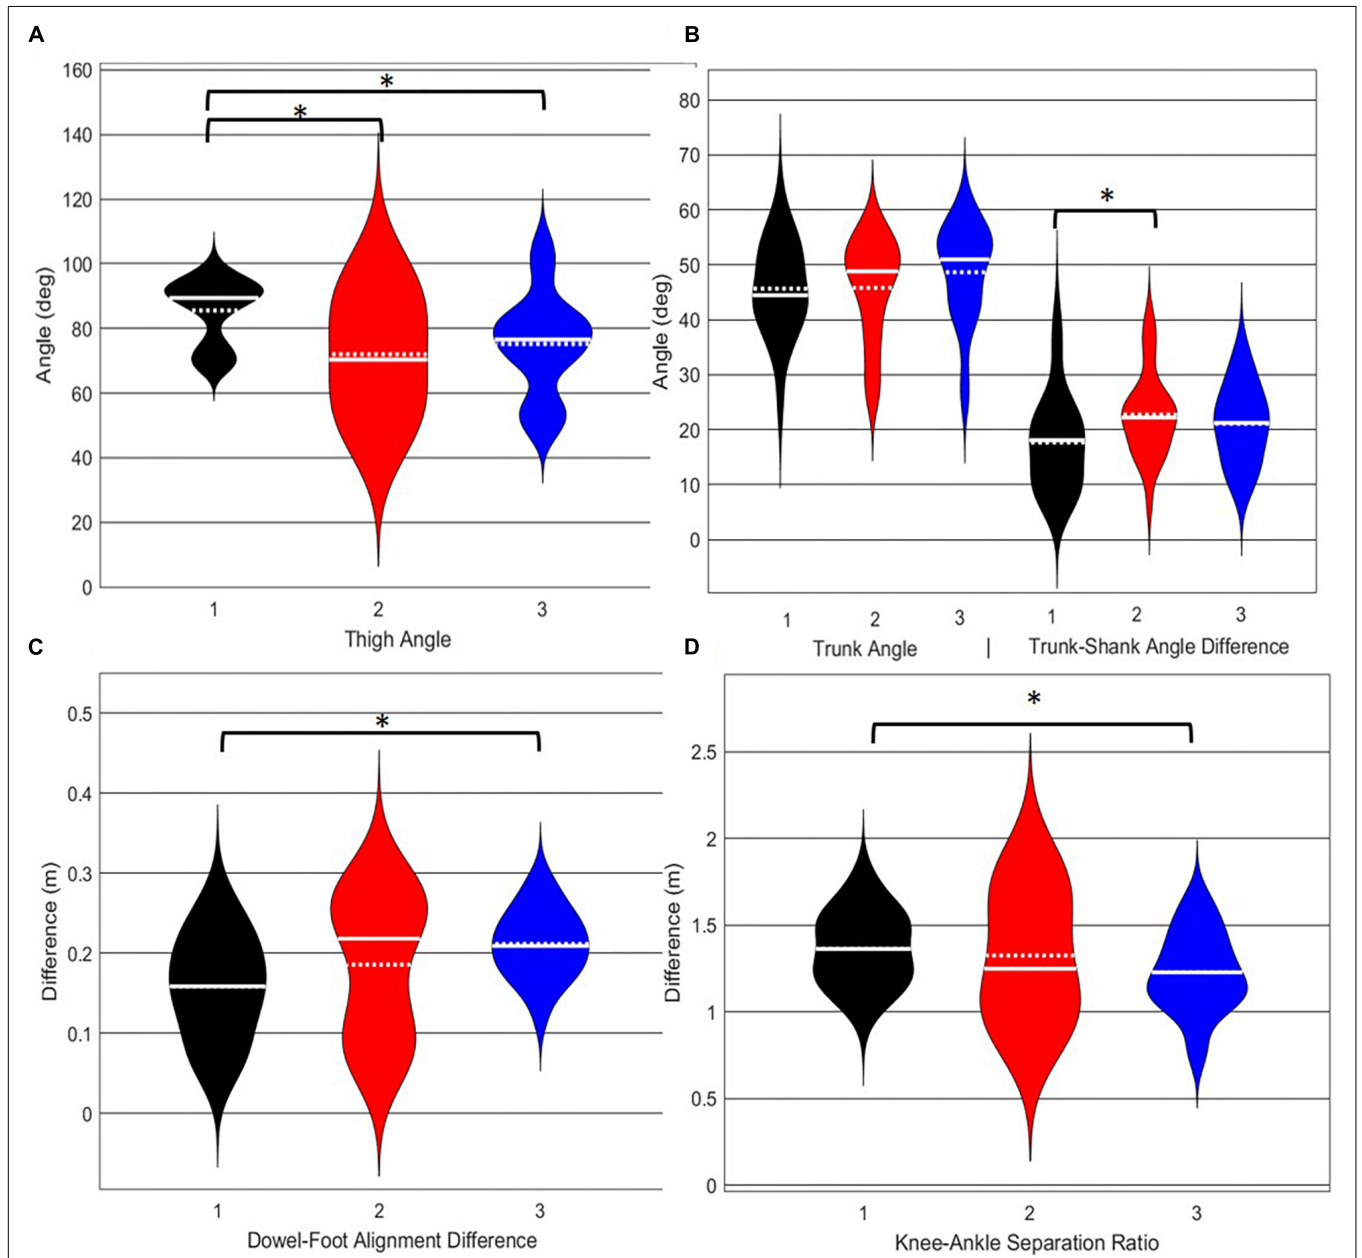 A
160
140
120
100
80
60
40
20
0
Angle (deg)
*
*
1 2 3
Thigh Angle
B
80
70
60
50
40
30
20
10
0
Angle (deg)
*
1 2 3 1 2 3
Trunk Angle | Trunk-Shank Angle Difference
C
0.5
0.4
0.3
0.2
0.1
0
Difference (m)
*
1 2 3
Dowel-Foot Alignment Difference
D
2.5
2
1.5
1
0.5
0
Difference (m)
*
1 2 3
Knee-Ankle Separation Ratio